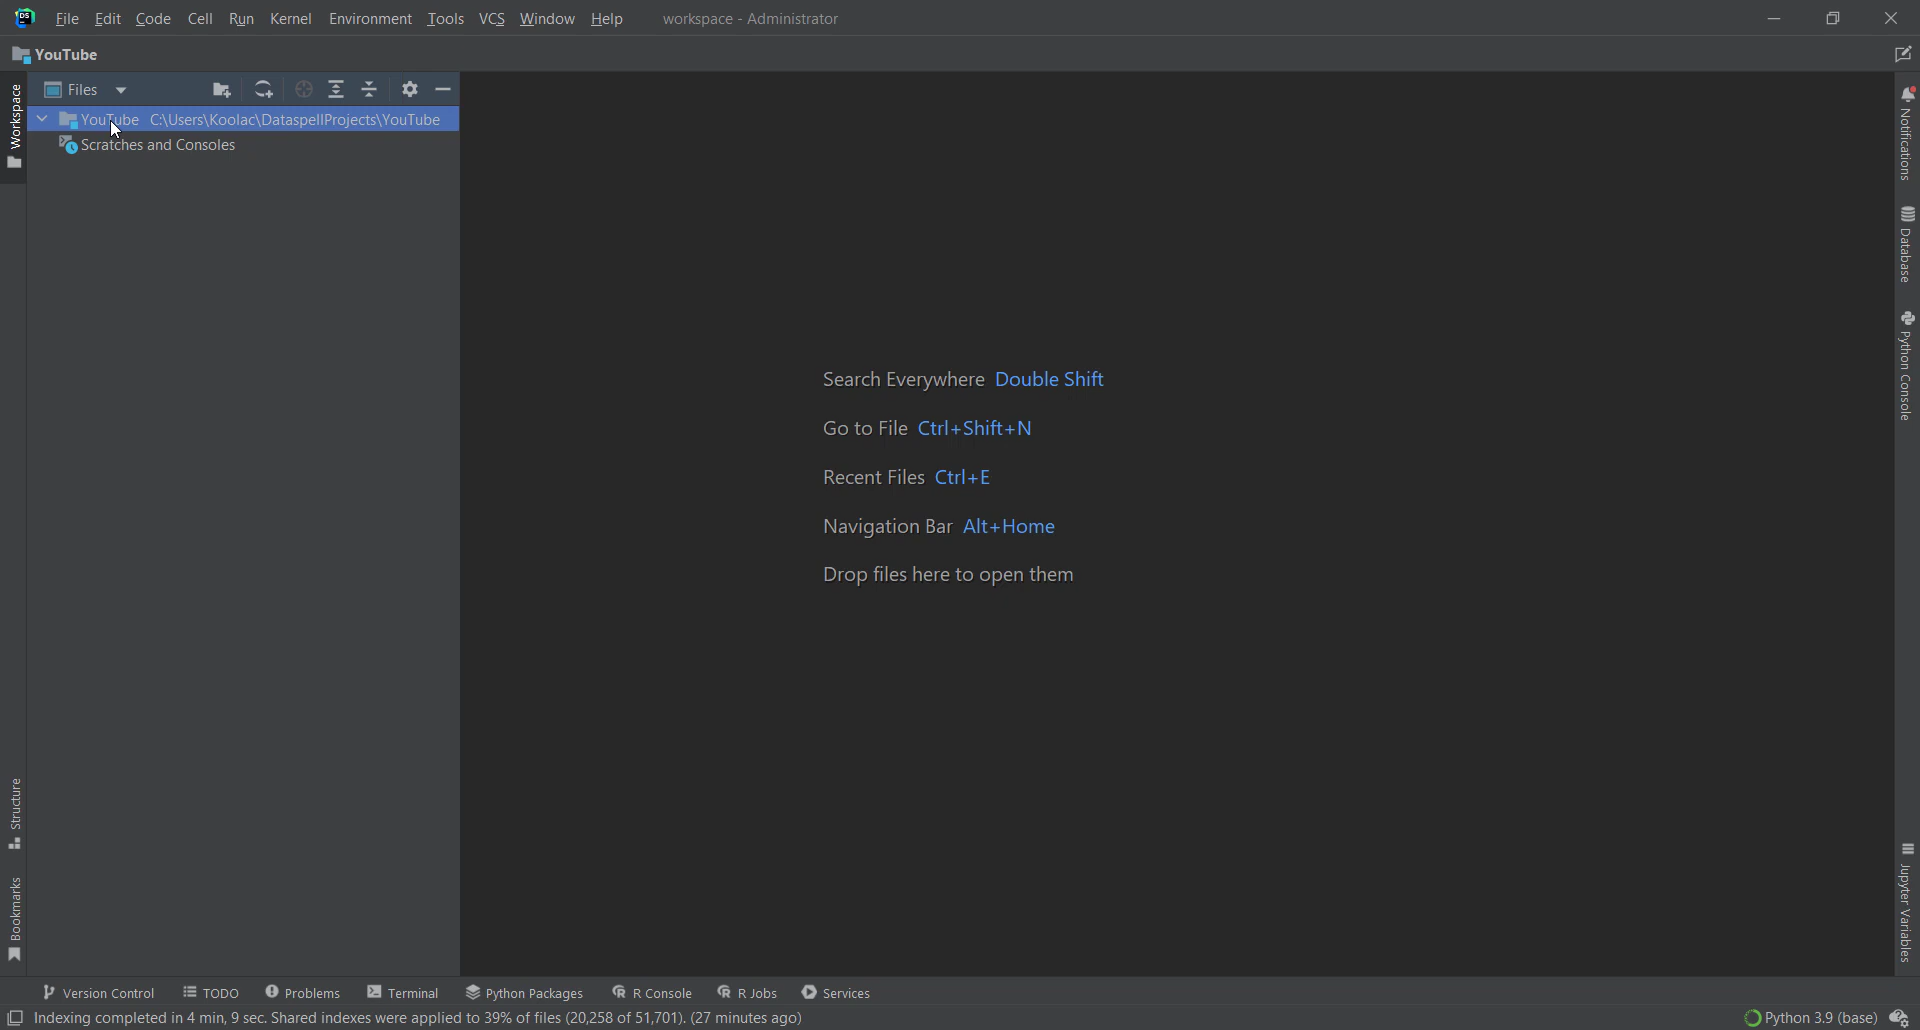 DS File Edit Code Cell Run Kernel Environment Tools VCS Window Help workspace - Administrator
YouTube
Files
YouTube C:\Users\Koolac\DataspellProjects\YouTube
Scratches and Consoles
Workspace
Structure
Bookmarks
Search Everywhere Double Shift
Go to File Ctrl+Shift+N
Recent Files Ctrl+E
Navigation Bar Alt+Home
Drop files here to open them
Notifications
Database
Python Console
Jupyter Variables
Version Control TODO Problems Terminal Python Packages R Console R Jobs Services
Indexing completed in 4 min, 9 sec. Shared indexes were applied to 39% of files (20,258 of 51,701). (27 minutes ago) Python 3.9 (base)